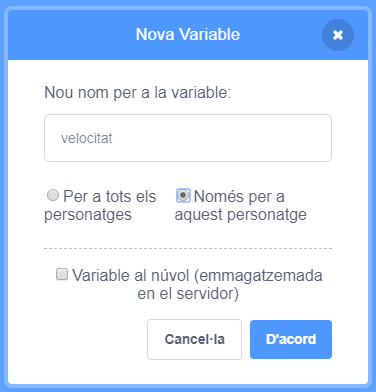 Nova Variable
Nou nom per a la variable:
velocitat
Per a tots els personatges
Només per a aquest personatge
Variable al núvol (emmagatzemada
en el servidor)
Cancel·la D'acord